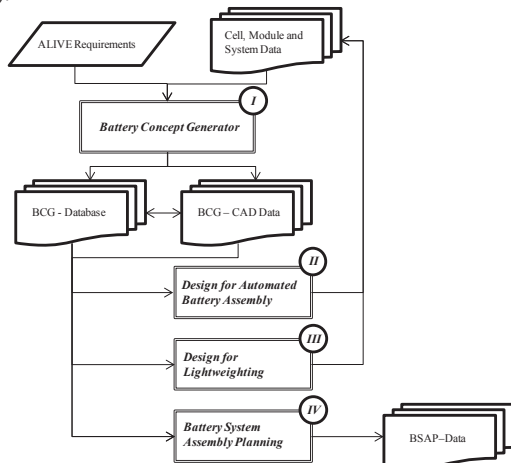 ALIVE Requirements
Cell, Module and
System Data
I
Battery Concept Generator
BCG - Database
BCG – CAD Data
II
Design for Automated
Battery Assembly
III
Design for
Lightweighting
IV
Battery System
Assembly Planning
BSAP–Data